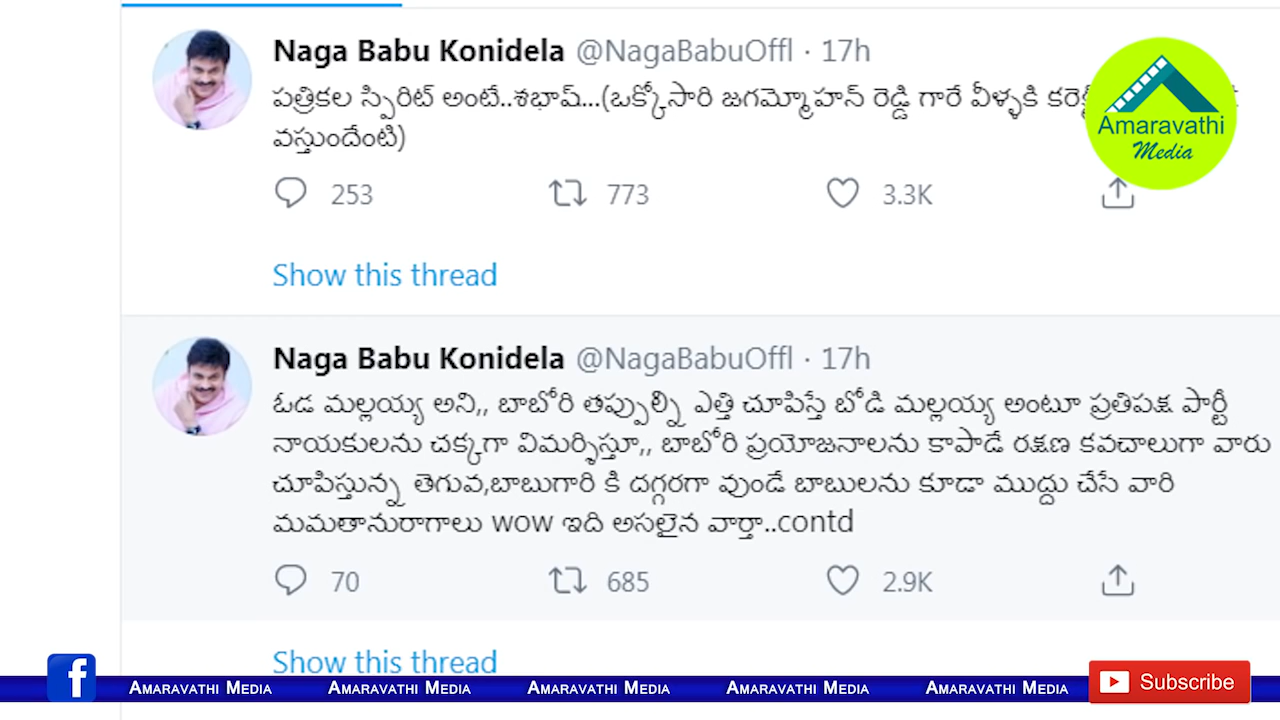 Naga Babu Konidela @NagaBabuOffl · 17h
పత్రికల స్పిరిట్ అంటే..శభాష్...(ఒక్కోసారి జగమ్మోహన్ రెడ్డి గారే వీళ్ళకి
వస్తుందేంటి)
253 773 3.3K
Show this thread
Amaravathi
Media
Naga Babu Konidela @NagaBabuOffl · 17h
ఓడ మల్లయ్య అని,, బాబోరి తప్పుల్ని ఎత్తి చూపిస్తే బోడి మల్లయ్య అంటూ ప్రతిపక్ష పార్టీ
నాయకులను చక్కగా విమర్శిస్తూ,, బాబోరి ప్రయోజనాలను కాపాడే రక్షణ కవచాలుగా వారు
చూపిస్తున్న తెగువ,బాబుగారి కి దగ్గరగా వుండే బాబులను కూడా ముద్దు చేసే వారి
మమతానురాగాలు wow ఇది అసలైన వార్తా..contd
70 685 2.9K
Show this thread
f Amaravathi Media Amaravathi Media Amaravathi Media Amaravathi Media Amaravathi Media Subscribe